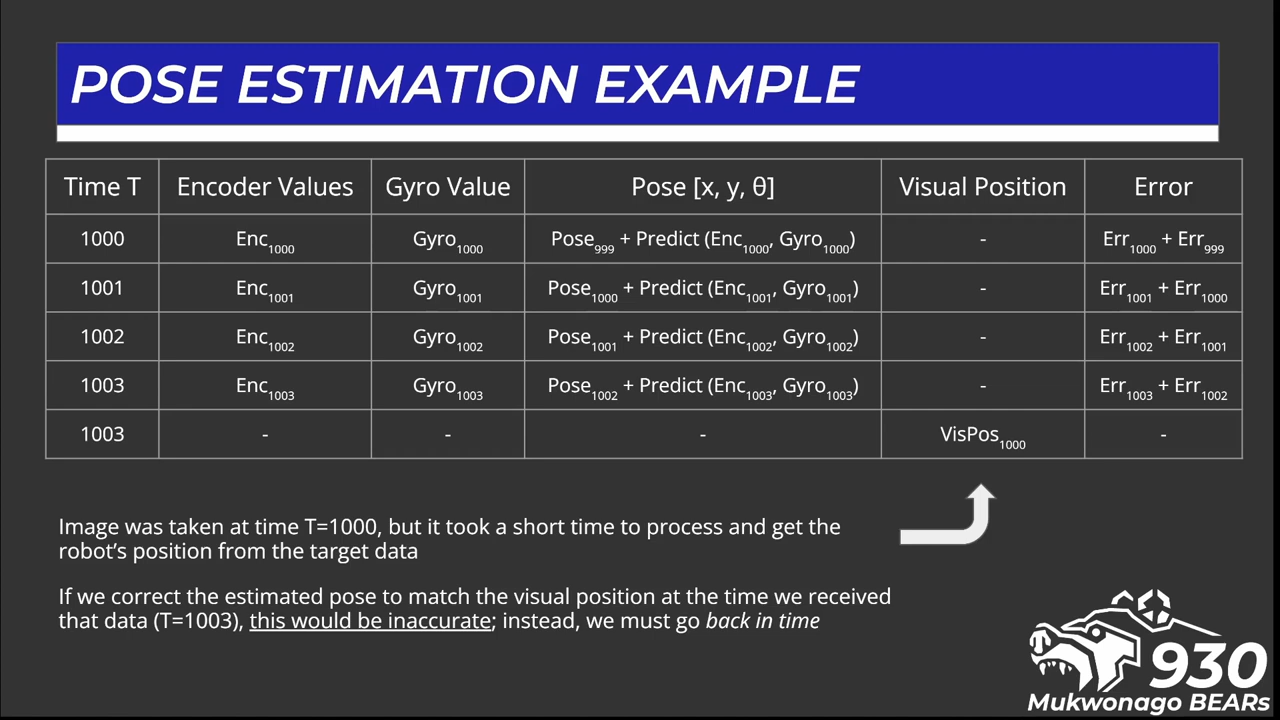 POSE ESTIMATION EXAMPLE
Time T Encoder Values Gyro Value Pose [x, y, θ] Visual Position Error
1000 Enc1000 Gyro1000 Pose999 + Predict (Enc1000, Gyro1000) - Err1000 + Err999
1001 Enc1001 Gyro1001 Pose1000 + Predict (Enc1001, Gyro1001) - Err1001 + Err1000
1002 Enc1002 Gyro1002 Pose1001 + Predict (Enc1002, Gyro1002) - Err1002 + Err1001
1003 Enc1003 Gyro1003 Pose1002 + Predict (Enc1003, Gyro1003) - Err1003 + Err1002
1003 - - - VisPos1000 -
Image was taken at time T=1000, but it took a short time to process and get the
robot's position from the target data
If we correct the estimated pose to match the visual position at the time we received
that data (T=1003), this would be inaccurate; instead, we must go back in time
930
Mukwonago BEARs